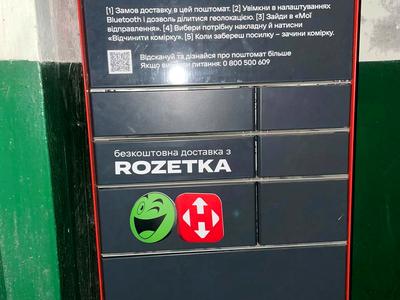 [1] Замов доставку в цей поштомат. [2] Увімкни в налаштуваннях
Bluetooth і дозволь ділитися геолокацією. [3] Зайди в «Мої
відправлення». [4] Вибери потрібну накладну й натисни
«Відчинити комірку». [5] Коли забереш посилку – зачини комірку.
Відскануй та дізнайся про поштомат більше
Якщо виникли питання: 0 800 500 609
безкоштовна доставка з
ROZETKA